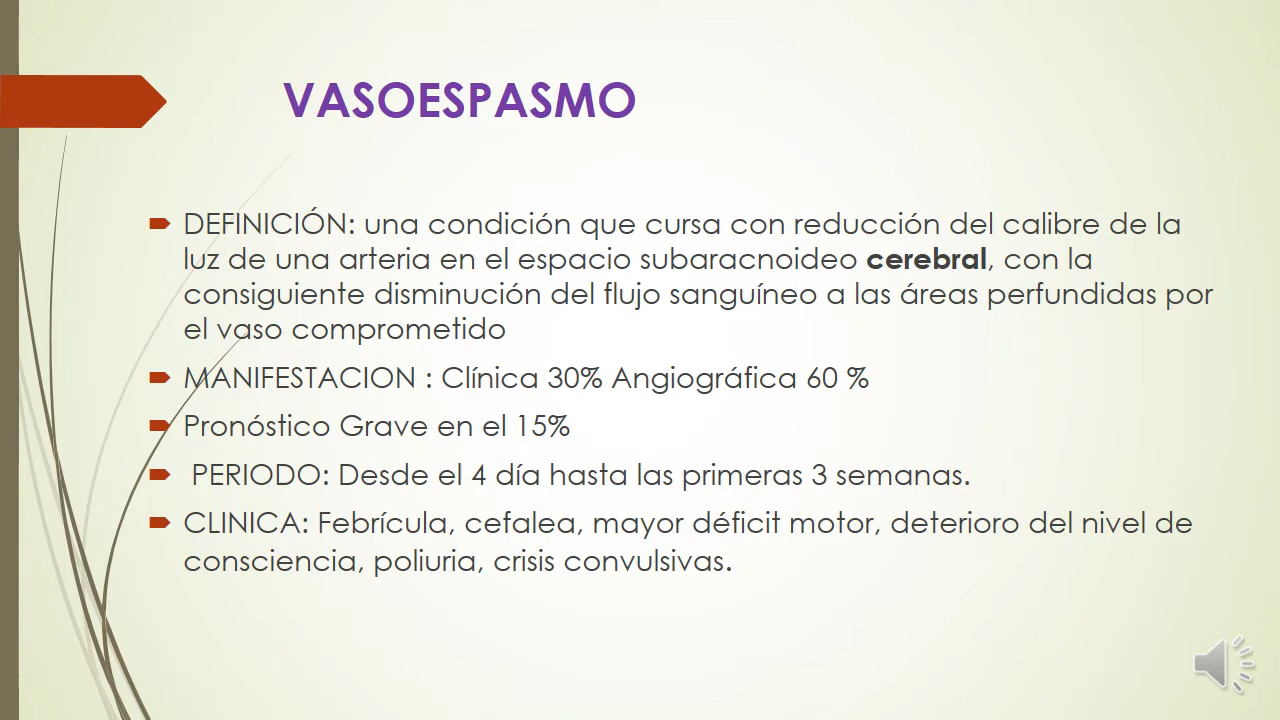 VASOESPASMO
DEFINICIÓN: una condición que cursa con reducción del calibre de la
luz de una arteria en el espacio subaracnoideo cerebral, con la
consiguiente disminución del flujo sanguíneo a las áreas perfundidas por
el vaso comprometido
MANIFESTACION : Clínica 30% Angiográfica 60 %
Pronóstico Grave en el 15%
PERIODO: Desde el 4 día hasta las primeras 3 semanas.
CLINICA: Febrícula, cefalea, mayor déficit motor, deterioro del nivel de
consciencia, poliuria, crisis convulsivas.